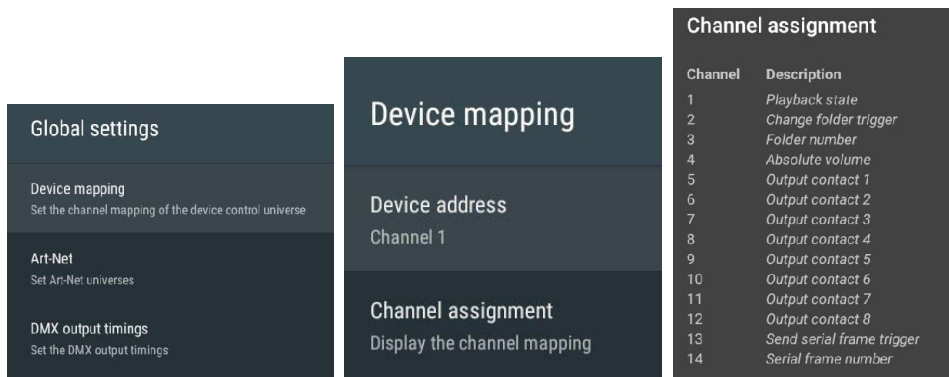 Global settings
Device mapping
Set the channel mapping of the device control universe
Art-Net
Set Art-Net universes
DMX output timings
Set the DMX output timings
Device mapping
Device address
Channel 1
Channel assignment
Display the channel mapping
Channel assignment
Channel Description
1 Playback state
2 Change folder trigger
3 Folder number
4 Absolute volume
5 Output contact 1
6 Output contact 2
7 Output contact 3
8 Output contact 4
9 Output contact 5
10 Output contact 6
11 Output contact 7
12 Output contact 8
13 Send serial frame trigger
14 Serial frame number